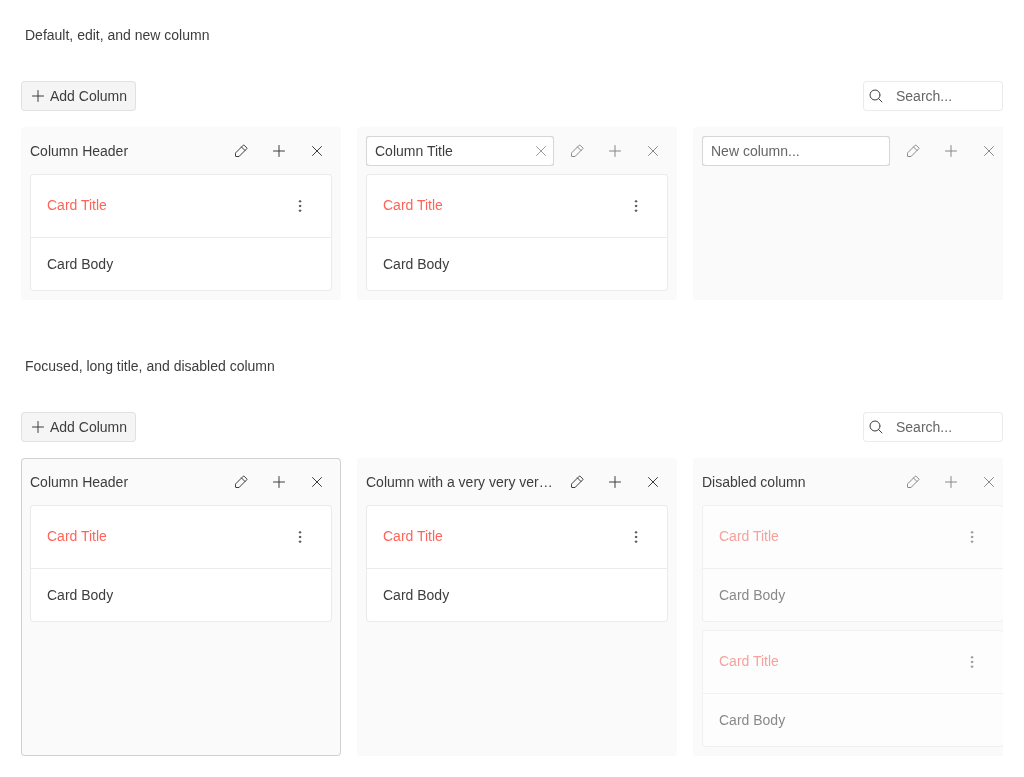 Default, edit, and new column
Add Column
Search...
Column Header
Column Title
New column...
Card Title
Card Title
Card Body
Card Body
Focused, long title, and disabled column
Add Column
Search...
Column Header
Column with a very very ver...
Disabled column
Card Title
Card Title
Card Title
Card Body
Card Body
Card Body
Card Title
Card Body